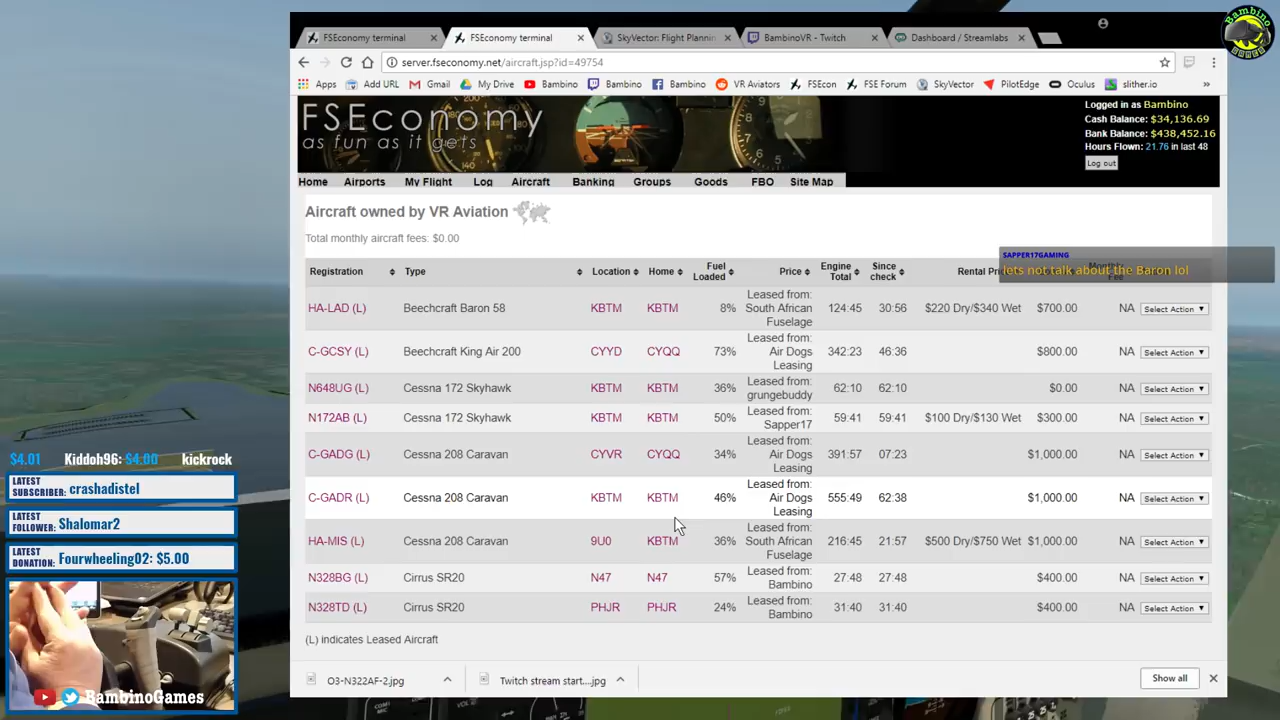 Bambino
GAMES
FSEconomy terminal
FSEconomy terminal
SkyVector: Flight Plannin
BambinoVR - Twitch
Dashboard / Streamlabs
server.fseconomy.net/aircraft.jsp?id=49754
Apps Add URL Gmail My Drive Bambino Bambino Bambino VR Aviators FSEcon FSE Forum SkyVector PilotEdge Oculus slither.io »
FSEconomy
as fun as it gets
Logged in as Bambino
Cash Balance: $34,136.69
Bank Balance: $438,452.16
Hours Flown: 21.76 in last 48
Log out
Home Airports My Flight Log Aircraft Banking Groups Goods FBO Site Map
Aircraft owned by VR Aviation
Total monthly aircraft fees: $0.00
SAPPER17GAMING
lets not talk about the Baron lol
Registration Type Location Home Fuel Loaded Price Engine Total Since check Rental Pri
HA-LAD (L) Beechcraft Baron 58 KBTM KBTM 8% Leased from: South African Fuselage 124:45 30:56 $220 Dry/$340 Wet $700.00 NA Select Action
C-GCSY (L) Beechcraft King Air 200 CYYD CYQQ 73% Leased from: Air Dogs Leasing 342:23 46:36 $800.00 NA Select Action
N648UG (L) Cessna 172 Skyhawk KBTM KBTM 36% Leased from: grungebuddy 62:10 62:10 $0.00 NA Select Action
N172AB (L) Cessna 172 Skyhawk KBTM KBTM 50% Leased from: Sapper17 59:41 59:41 $100 Dry/$130 Wet $300.00 NA Select Action
C-GADG (L) Cessna 208 Caravan CYVR CYQQ 34% Leased from: Air Dogs Leasing 391:57 07:23 $1,000.00 NA Select Action
C-GADR (L) Cessna 208 Caravan KBTM KBTM 46% Leased from: Air Dogs Leasing 555:49 62:38 $1,000.00 NA Select Action
HA-MIS (L) Cessna 208 Caravan 9U0 KBTM 36% Leased from: South African Fuselage 216:45 21:57 $500 Dry/$750 Wet $1,000.00 NA Select Action
N328BG (L) Cirrus SR20 N47 N47 57% Leased from: Bambino 27:48 27:48 $400.00 NA Select Action
N328TD (L) Cirrus SR20 PHJR PHJR 24% Leased from: Bambino 31:40 31:40 $400.00 NA Select Action
(L) indicates Leased Aircraft
O3-N322AF-2.jpg
Twitch stream start....jpg
Show all
$4.01 Kiddoh96: $4.00 kickrock
LATEST SUBSCRIBER: crashadistel
LATEST FOLLOWER: Shalomar2
LATEST DONATION: Fourwheeling02: $5.00
BambinoGames